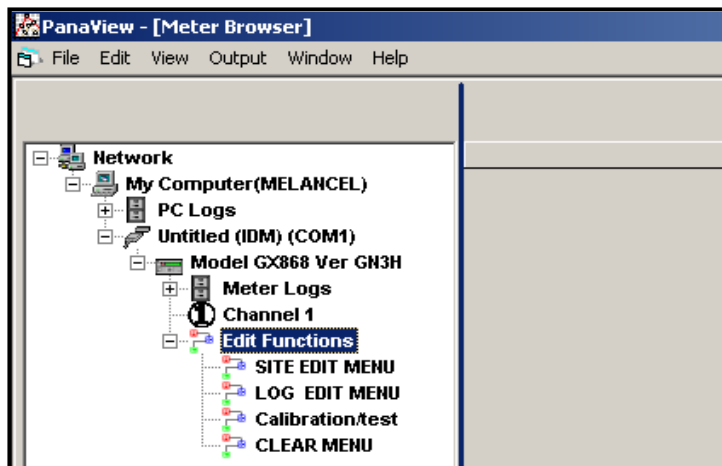 PanaView - [Meter Browser]
File Edit View Output Window Help
Network
My Computer(MELANCEL)
PC Logs
Untitled (IDM) (COM1)
Model GX868 Ver GN3H
Meter Logs
1 Channel 1
Edit Functions
SITE EDIT MENU
LOG EDIT MENU
Calibration/test
CLEAR MENU